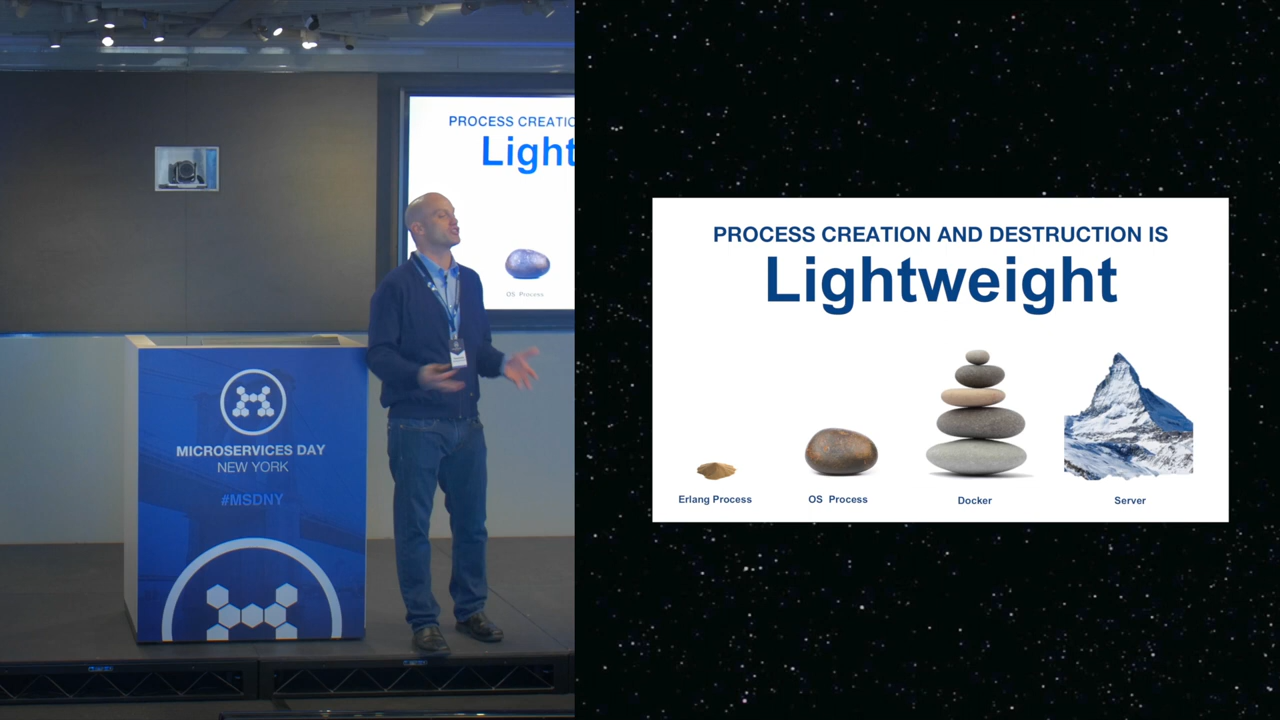 PROCESS CREATIO
Light
OS Process
MICROSERVICES DAY
NEW YORK
#MSDNY
PROCESS CREATION AND DESTRUCTION IS
Lightweight
Erlang Process
OS Process
Docker
Server